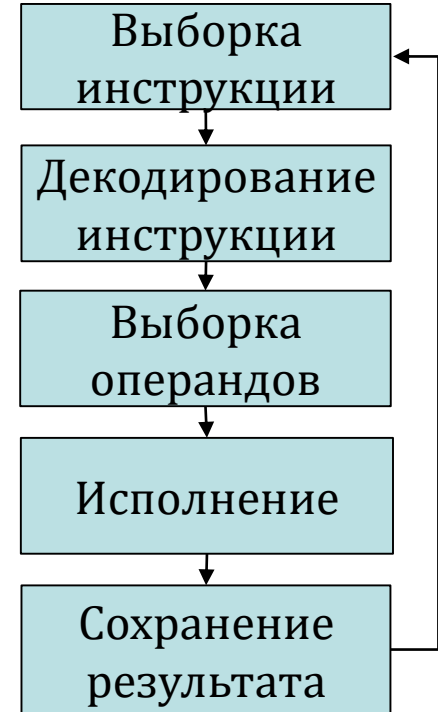 Выборка
инструкции
Декодирование
инструкции
Выборка
операндов
Исполнение
Сохранение
результата